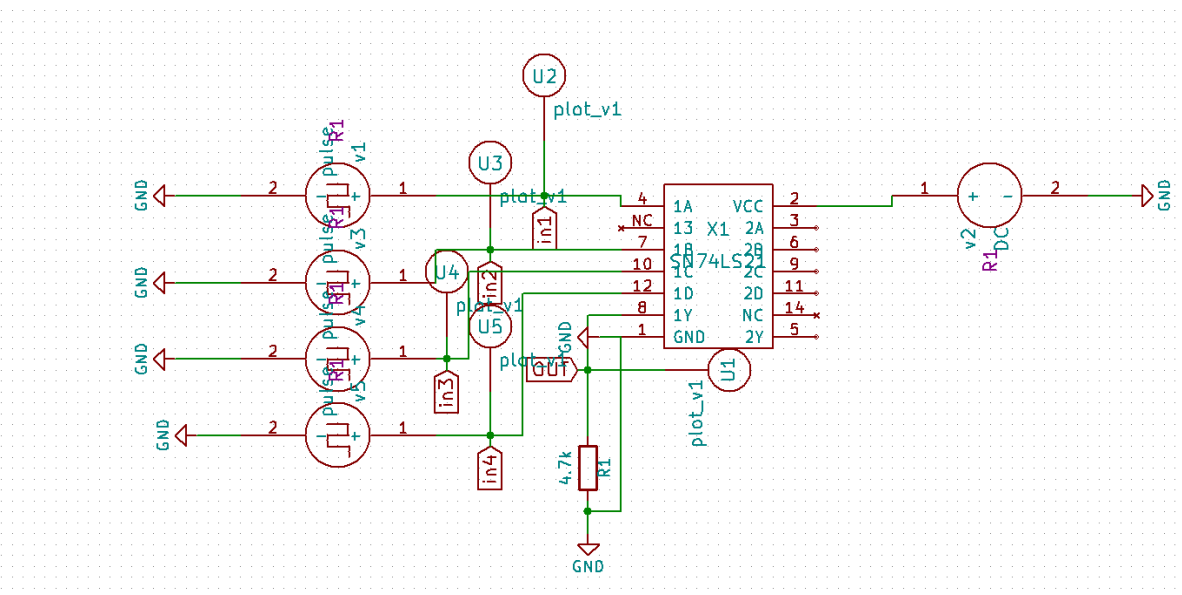 U2
plot_v1
R1
pulse
v1
U3
plot_v1
GND
2
1
in1
4
1A
VCC
2
1
+
-
2
GND
NC
13
X1
2A
3
v2
DC
R1
7
1B
2B
6
SN74LS21
10
1C
2C
9
R1
pulse
v3
U4
in2
GND
2
1
plot_v1
12
1D
2D
11
8
1Y
NC
14
GND
1
GND
2Y
5
R1
pulse
v4
U5
plot_v1
GND
2
1
out
U1
plot_v1
in3
R1
pulse
v5
GND
2
1
in4
4.7k
R1
GND